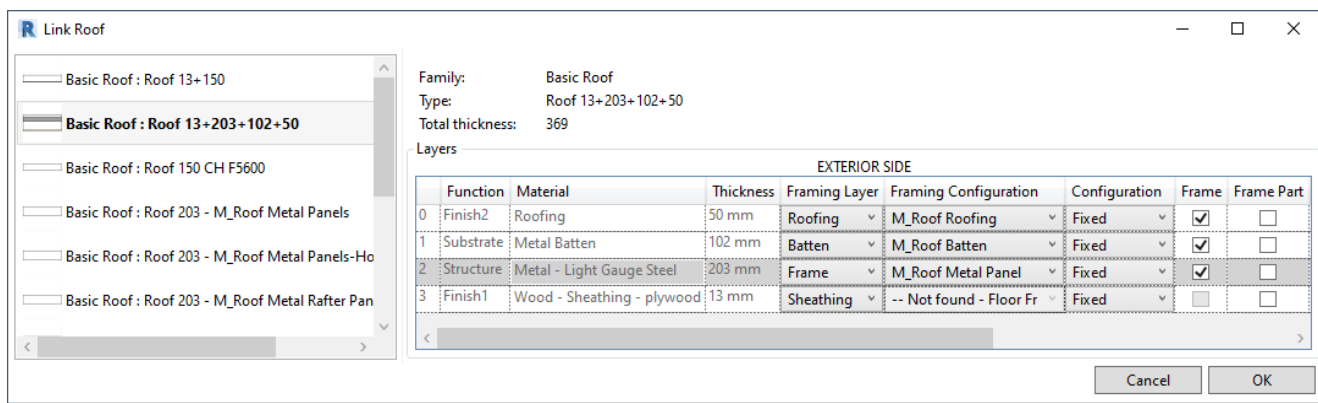 Link Roof
Basic Roof : Roof 13+150
Basic Roof : Roof 13+203+102+50
Basic Roof : Roof 150 CH F5600
Basic Roof : Roof 203 - M_Roof Metal Panels
Basic Roof : Roof 203 - M_Roof Metal Panels-Ho
Basic Roof : Roof 203 - M_Roof Metal Rafter Pan
Family: Basic Roof
Type: Roof 13+203+102+50
Total thickness: 369
Layers
EXTERIOR SIDE
Function Material Thickness Framing Layer Framing Configuration Configuration Frame Frame Part
0 Finish2 Roofing 50 mm Roofing M_Roof Roofing Fixed
1 Substrate Metal Batten 102 mm Batten M_Roof Batten Fixed
2 Structure Metal - Light Gauge Steel 203 mm Frame M_Roof Metal Panel Fixed
3 Finish1 Wood - Sheathing - plywood 13 mm Sheathing -- Not found - Floor Fr Fixed
Cancel OK